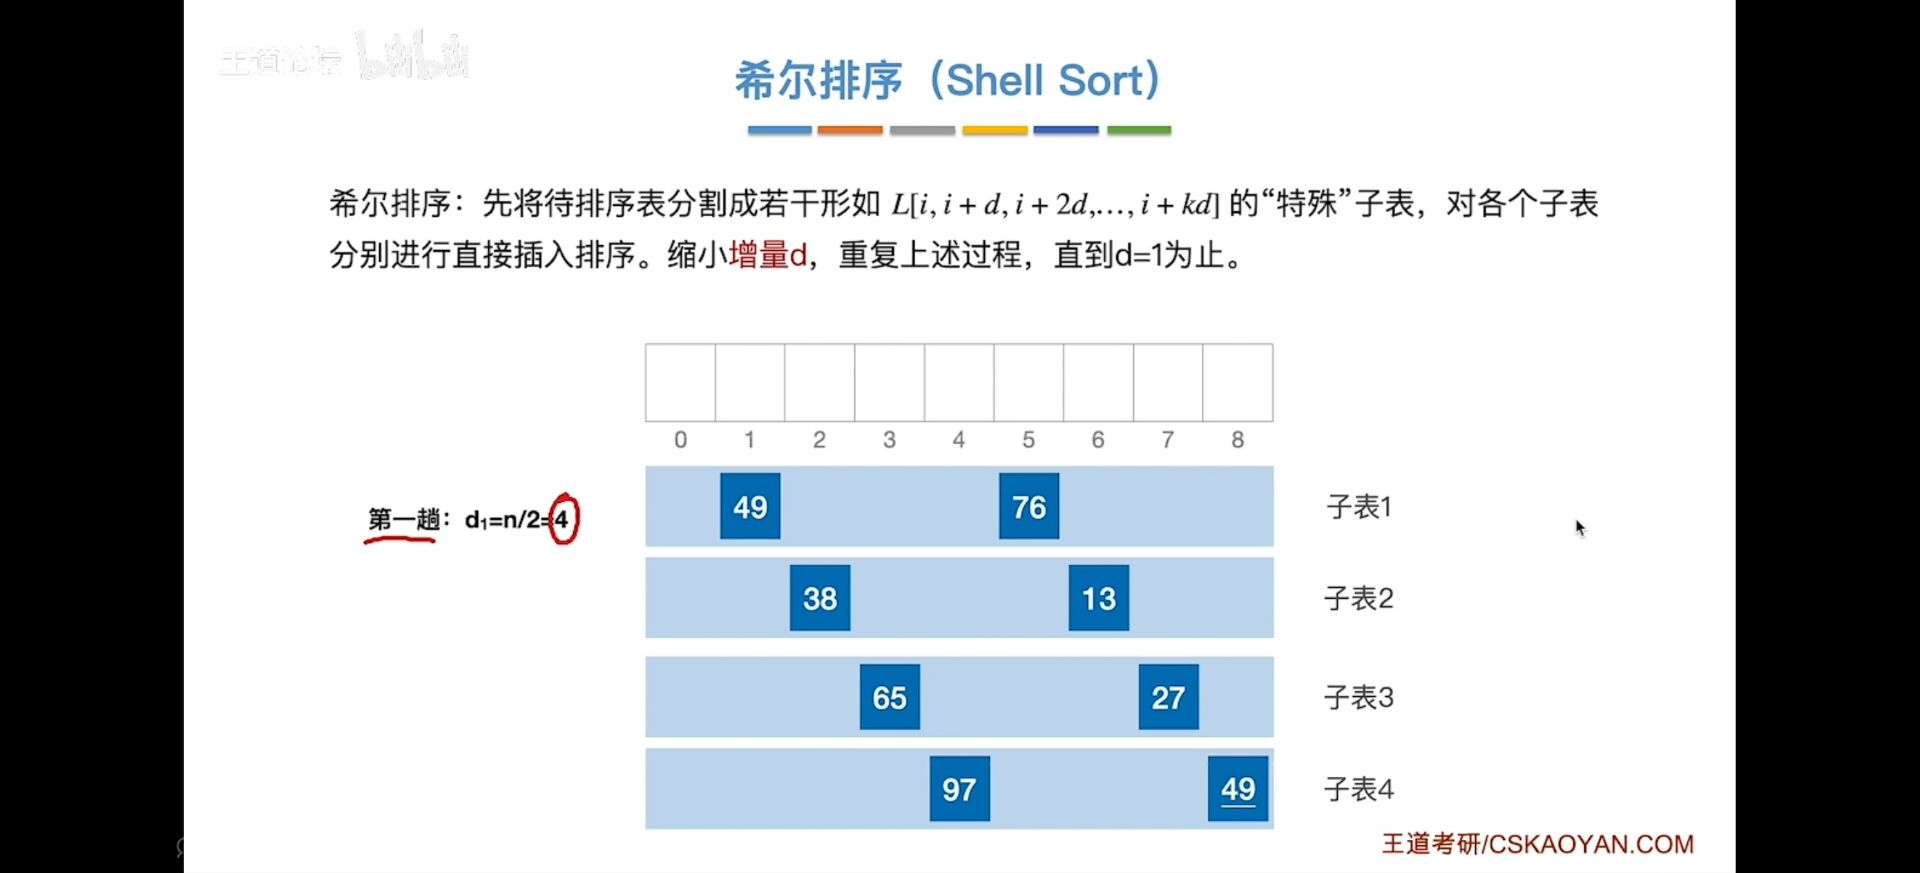 王道论坛 bilibili
希尔排序（Shell Sort）
希尔排序：先将待排序表分割成若干形如 L[i, i + d, i + 2d,…, i + kd] 的“特殊”子表，对各个子表
分别进行直接插入排序。缩小增量d，重复上述过程，直到d=1为止。
0 1 2 3 4 5 6 7 8
第一趟：d₁=n/2=4
49 76 子表1
38 13 子表2
65 27 子表3
97 49 子表4
王道考研/CSKAOYAN.COM